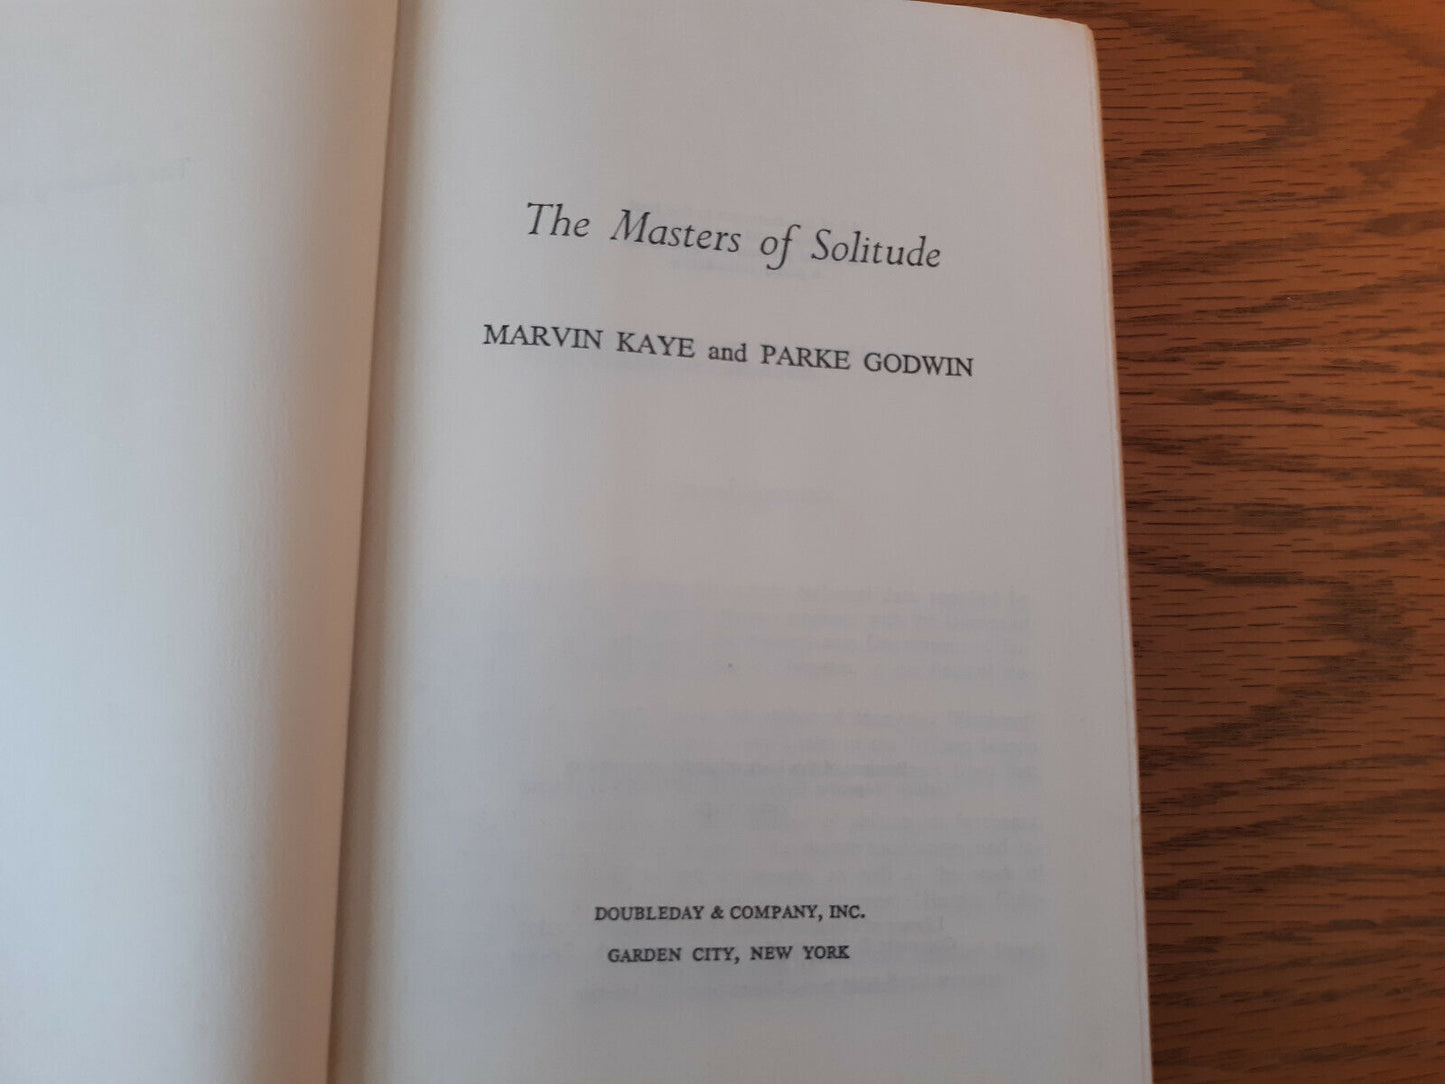 The Masters of Solitude
MARVIN KAYE and PARKE GODWIN
DOUBLEDAY & COMPANY, INC.
GARDEN CITY, NEW YORK